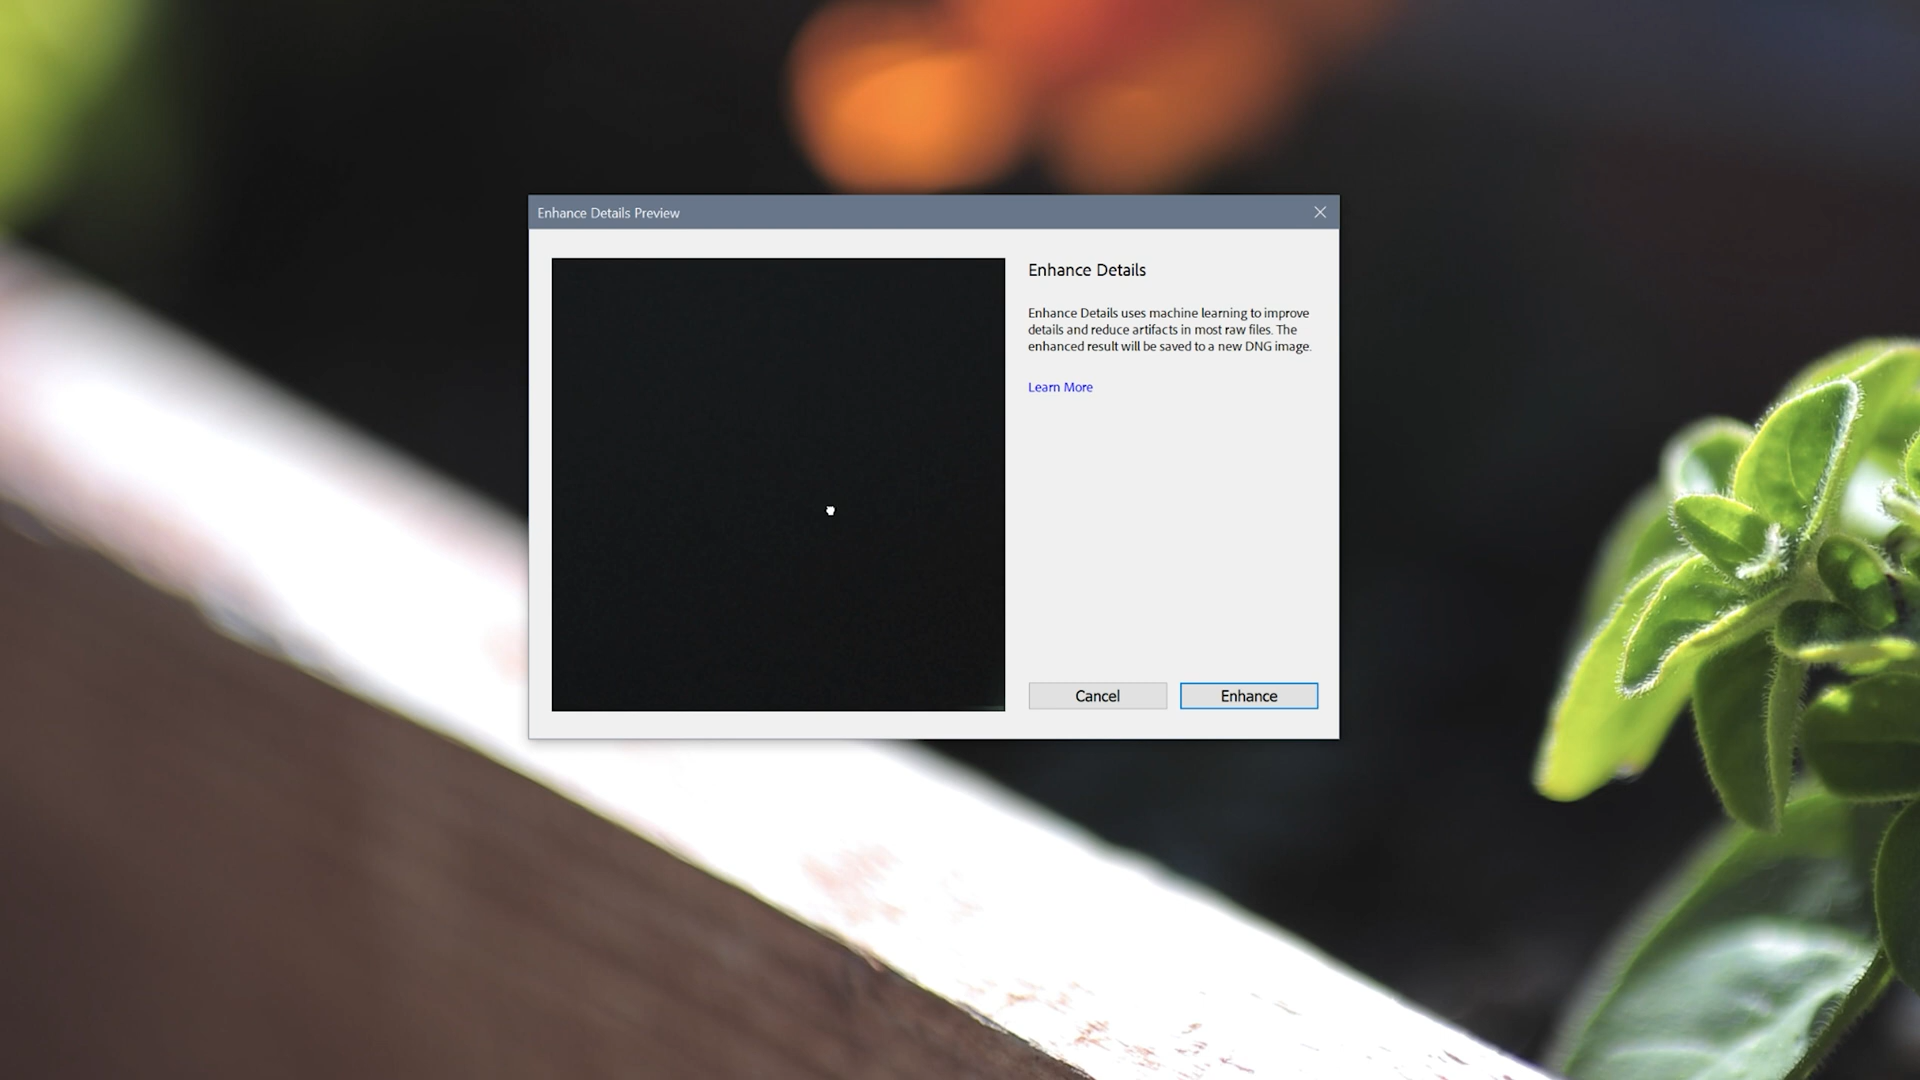 Enhance Details Preview
Enhance Details
Enhance Details uses machine learning to improve
details and reduce artifacts in most raw files. The
enhanced result will be saved to a new DNG image.
Learn More
Cancel
Enhance